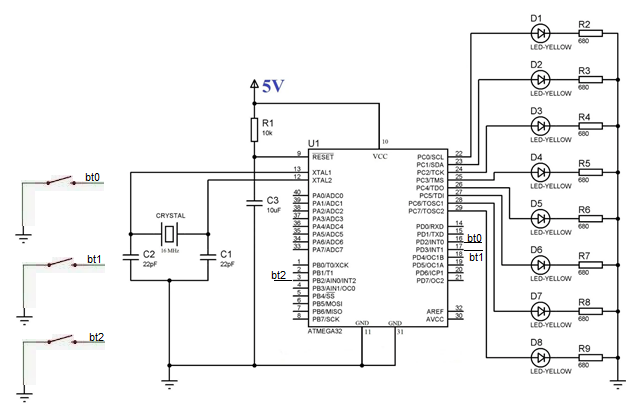 5V
R1
10k
U1
10
VCC
9 RESET
13 XTAL1
12 XTAL2
40 PA0/ADC0
39 PA1/ADC1
38 PA2/ADC2
37 PA3/ADC3
36 PA4/ADC4
35 PA5/ADC5
34 PA6/ADC6
33 PA7/ADC7
1 PB0/T0/XCK
2 PB1/T1
bt2 3 PB2/AIN0/INT2
4 PB3/AIN1/OC0
5 PB4/SS
6 PB5/MOSI
7 PB6/MISO
8 PB7/SCK
ATMEGA32
PC0/SCL 22
PC1/SDA 23
PC2/TCK 24
PC3/TMS 25
PC4/TDO 26
PC5/TDI 27
PC6/TOSC1 28
PC7/TOSC2 29
PD0/RXD 14
PD1/TXD 15
PD2/INT0 16 bt0
PD3/INT1 17
PD4/OC1B 18 bt1
PD5/OC1A 19
PD6/ICP1 20
PD7/OC2 21
AREF 32
AVCC 30
GND GND
11 31
C3
10uF
CRYSTAL
16 MHz
C2
22pF
C1
22pF
bt0
bt1
bt2
D1 R2
LED-YELLOW 680
D2 R3
LED-YELLOW 680
D3 R4
LED-YELLOW 680
D4 R5
LED-YELLOW 680
D5 R6
LED-YELLOW 680
D6 R7
LED-YELLOW 680
D7 R8
LED-YELLOW 680
D8 R9
LED-YELLOW 680